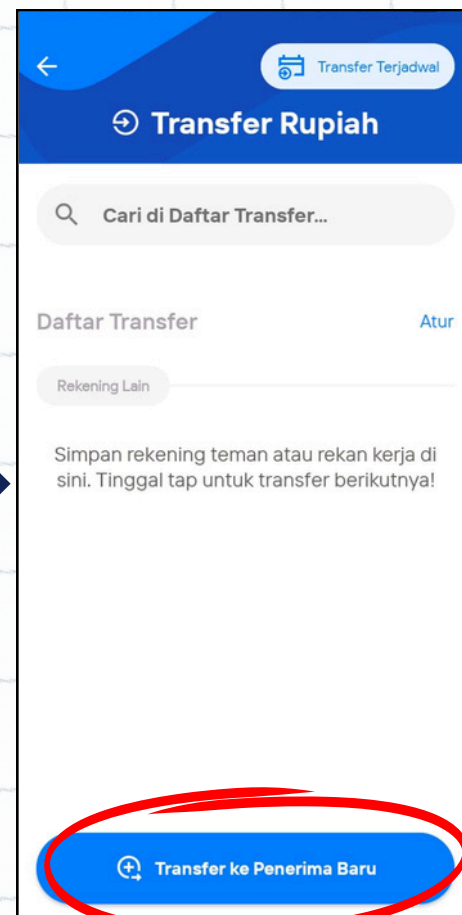 Transfer Terjadwal
Transfer Rupiah
Cari di Daftar Transfer...
Daftar Transfer
Atur
Rekening Lain
Simpan rekening teman atau rekan kerja di
sini. Tinggal tap untuk transfer berikutnya!
Transfer ke Penerima Baru